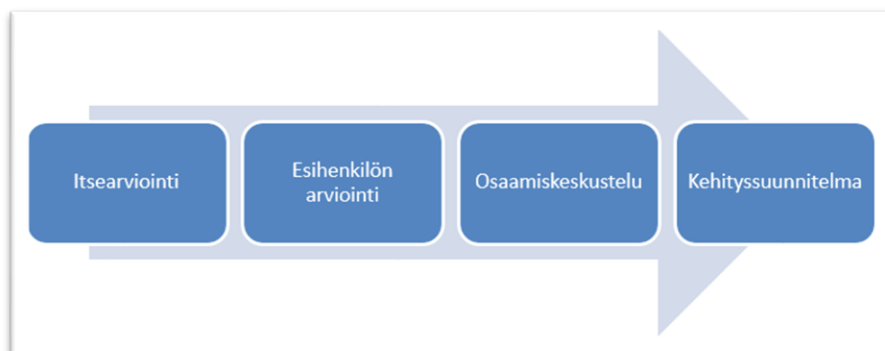 Itsearviointi
Esihenkilön
arviointi
Osaamiskeskustelu
Kehityssuunnitelma